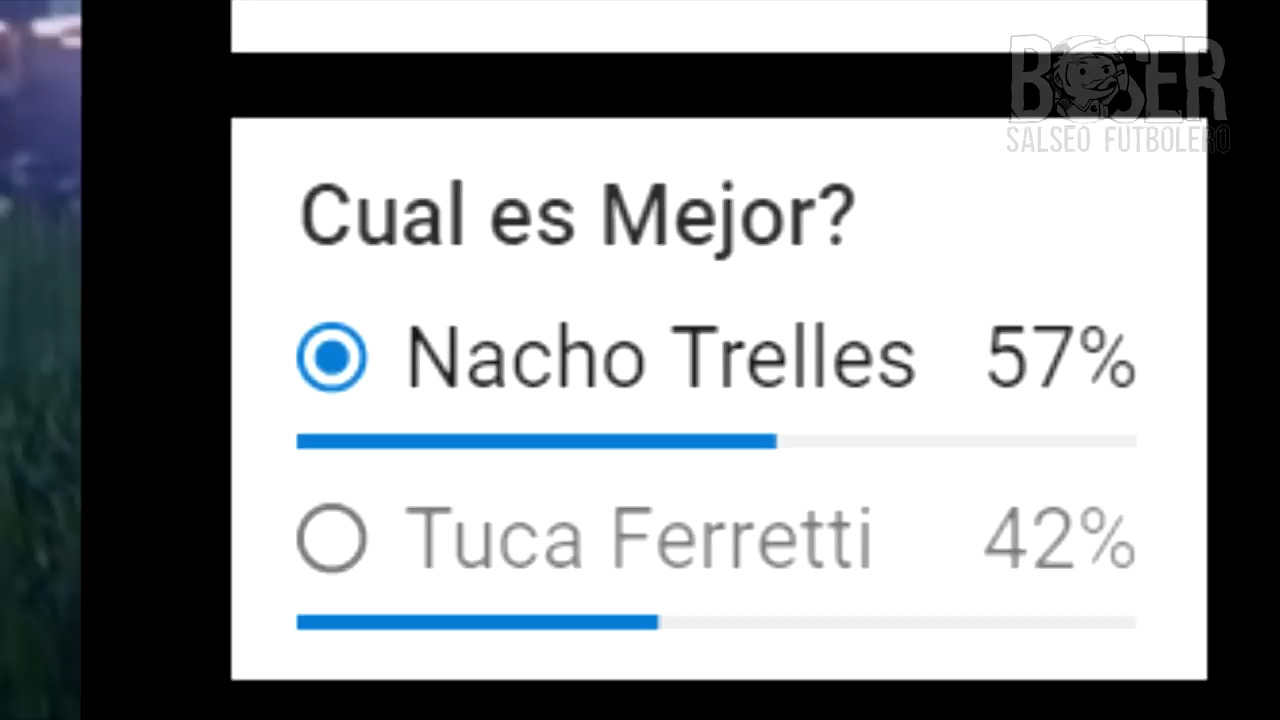 BOSER
SALSEO FUTBOLERO
Cual es Mejor?
Nacho Trelles 57%
Tuca Ferretti 42%